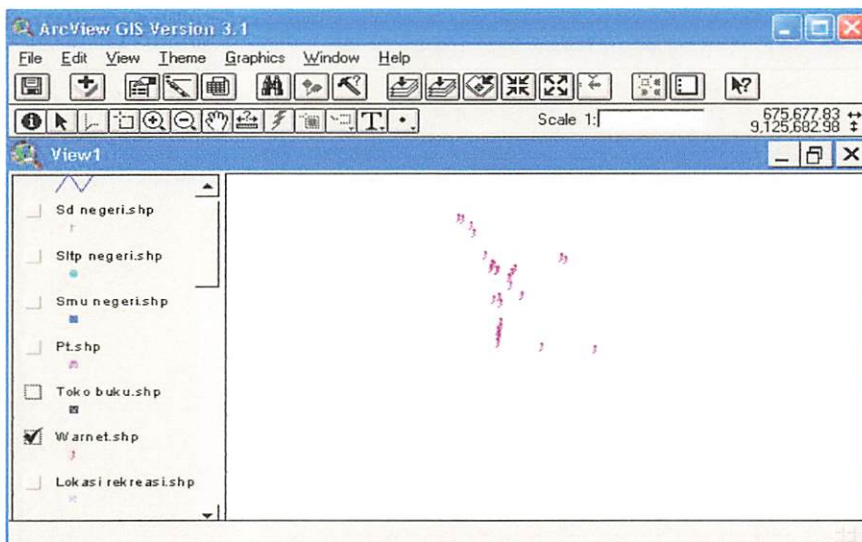 ArcView GIS Version 3.1
File Edit View Theme Graphics Window Help
Scale 1: 675,677.83
9,125,682.98
View1
Sd negeri.shp
Sltp negeri.shp
Smu negeri.shp
Pt.shp
Toko buku.shp
Warnet.shp
Lokasi rekreasi.shp